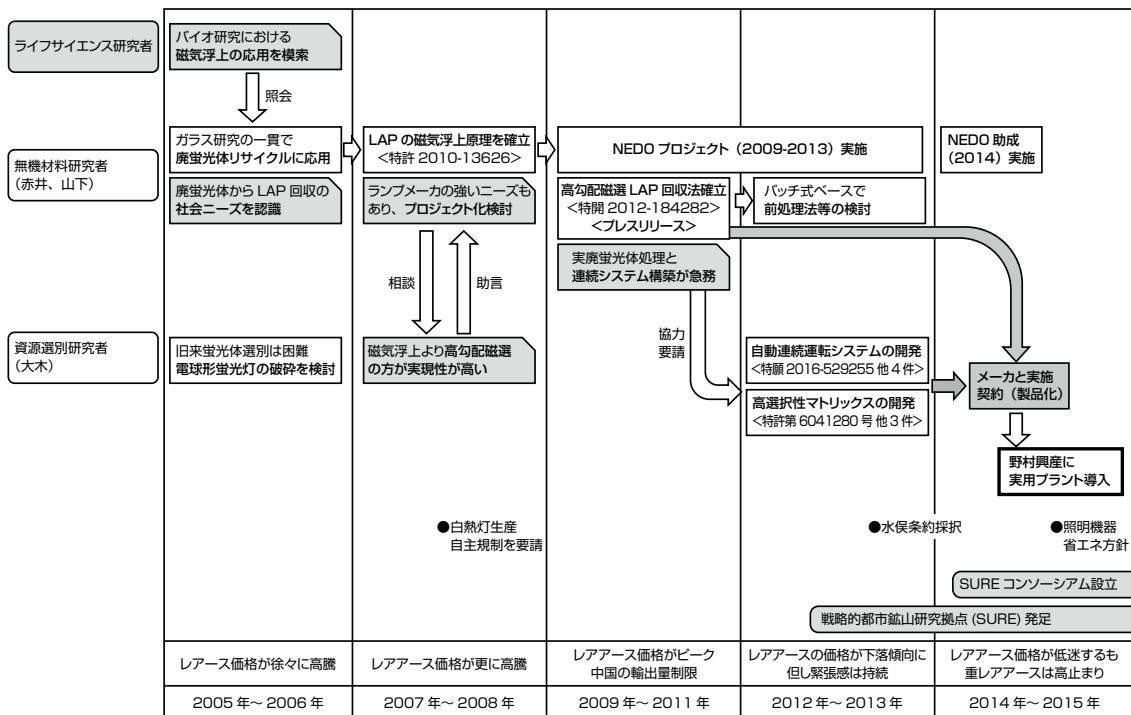 ライフサイエンス研究者
バイオ研究における
磁気浮上の応用を模索
照会
無機材料研究者
(赤井、山下)
ガラス研究の一貫で
廃蛍光体リサイクルに応用
LAP の磁気浮上原理を確立
<特許 2010-13626>
NEDO プロジェクト (2009-2013) 実施
NEDO 助成
(2014) 実施
廃蛍光体から LAP 回収の
社会ニーズを認識
ランプメーカの強いニーズも
あり、プロジェクト化検討
高勾配磁選 LAP 回収法確立
<特開 2012-184282>
<プレスリリース>
バッチ式ベースで
前処理法等の検討
実廃蛍光体処理と
連続システム構築が急務
相談
助言
協力
要請
資源選別研究者
(大木)
旧来蛍光体選別は困難
電球形蛍光灯の破砕を検討
磁気浮上より高勾配磁選
の方が実現性が高い
自動連続運転システムの開発
<特願 2016-529255 他 4 件>
高選択性マトリックスの開発
<特許第 6041280 号 他 3 件>
メーカと実施
契約(製品化)
野村興産に
実用プラント導入
●白熱灯生産
自主規制を要請
●水俣条約採択
●照明機器
省エネ方針
SURE コンソーシアム設立
戦略的都市鉱山研究拠点 (SURE) 発足
レアース価格が徐々に高騰
レアアース価格が更に高騰
レアアース価格がピーク
中国の輸出量制限
レアアースの価格が下落傾向に
但し緊張感は持続
レアアース価格が低迷するも
重レアアースは高止まり
2005 年～ 2006 年
2007 年～ 2008 年
2009 年～ 2011 年
2012 年～ 2013 年
2014 年～ 2015 年